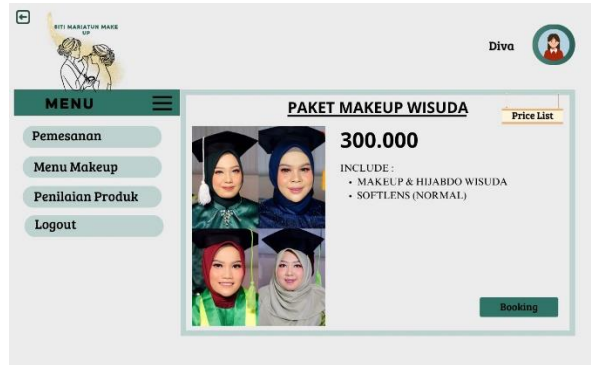 SITI MARIATUN MAKE
UP
Diva
MENU
Pemesanan
Menu Makeup
Penilaian Produk
Logout
PAKET MAKEUP WISUDA
Price List
300.000
INCLUDE :
• MAKEUP & HIJABDO WISUDA
• SOFTLENS (NORMAL)
Booking